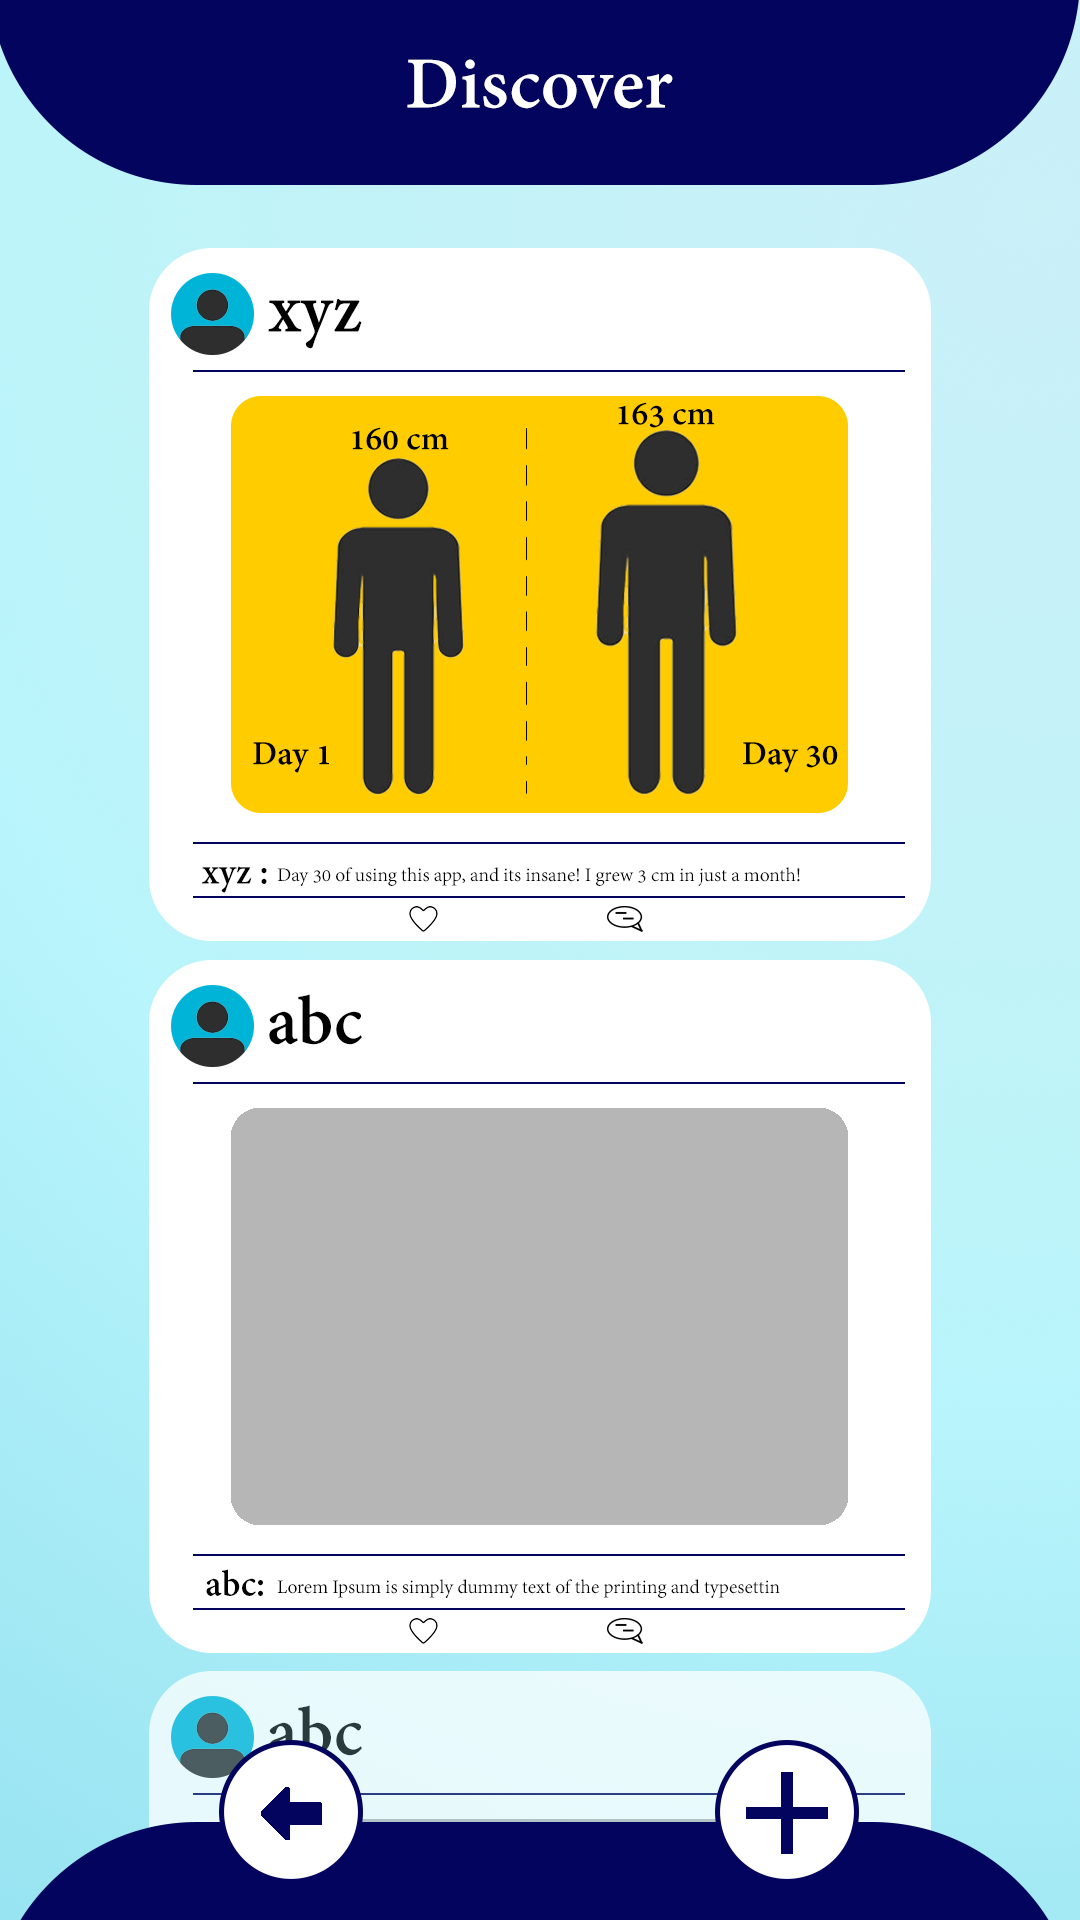 Discover
xyz
160 cm
163 cm
Day 1
Day 30
xyz : Day 30 of using this app, and its insane! I grew 3 cm in just a month!
abc
abc: Lorem Ipsum is simply dummy text of the printing and typesettin
abc